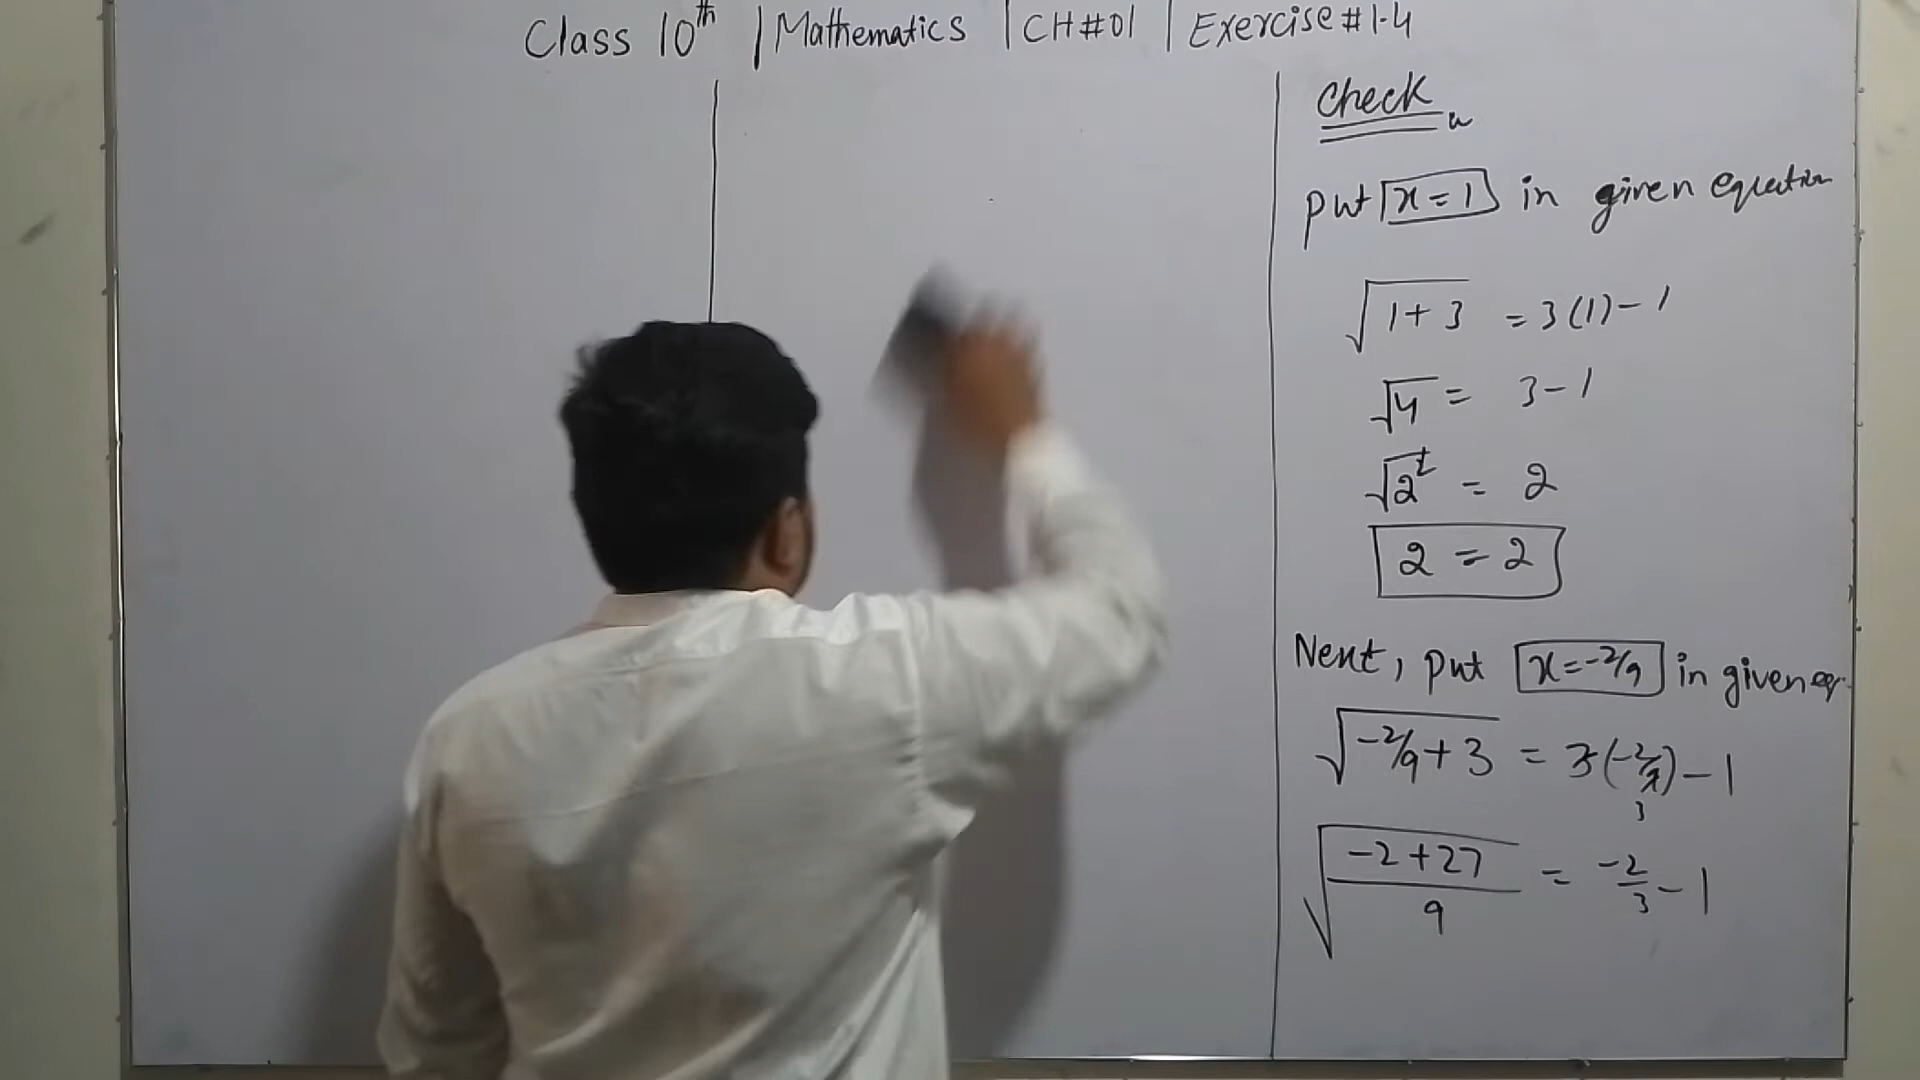 Class 10th | Mathematics | CH#01 | Exercise#1.4
Check
put x = 1 in given equation
√1+3 = 3(1)-1
√4 = 3-1
√2² = 2
2 = 2
Next, put x=-2/9 in given eq.
√-2/9+3 = 3(-2/9)-1
3
√-2+27/9 = -2/3-1